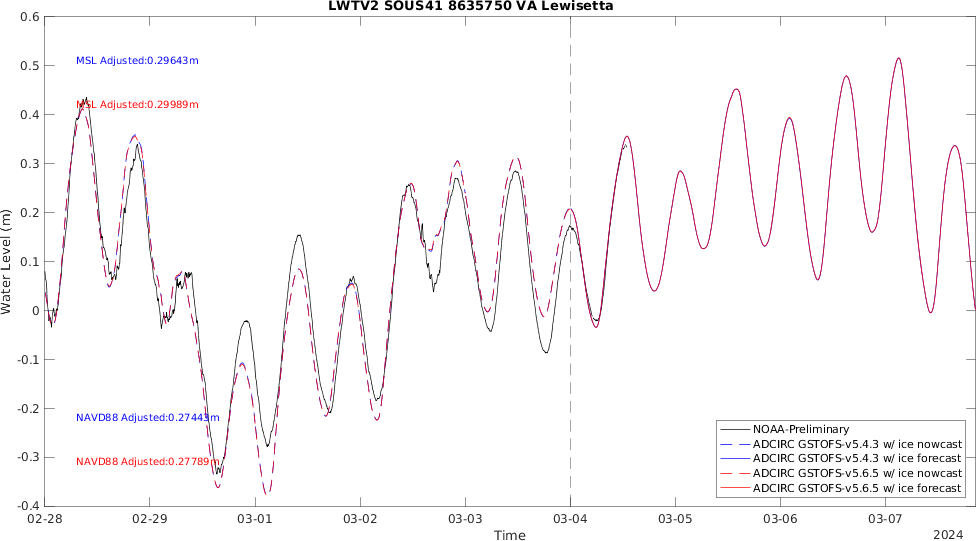 LWTV2 SOUS41 8635750 VA Lewisetta
0.6
0.5
0.4
0.3
0.2
0.1
0
-0.1
-0.2
-0.3
-0.4
Water Level (m)
MSL Adjusted:0.29643m
MSL Adjusted:0.29989m
NAVD88 Adjusted:0.27443m
NAVD88 Adjusted:0.27789m
NOAA-Preliminary
ADCIRC GSTOFS-v5.4.3 w/ ice nowcast
ADCIRC GSTOFS-v5.4.3 w/ ice forecast
ADCIRC GSTOFS-v5.6.5 w/ ice nowcast
ADCIRC GSTOFS-v5.6.5 w/ ice forecast
02-28 02-29 03-01 03-02 03-03 03-04 03-05 03-06 03-07
Time
2024